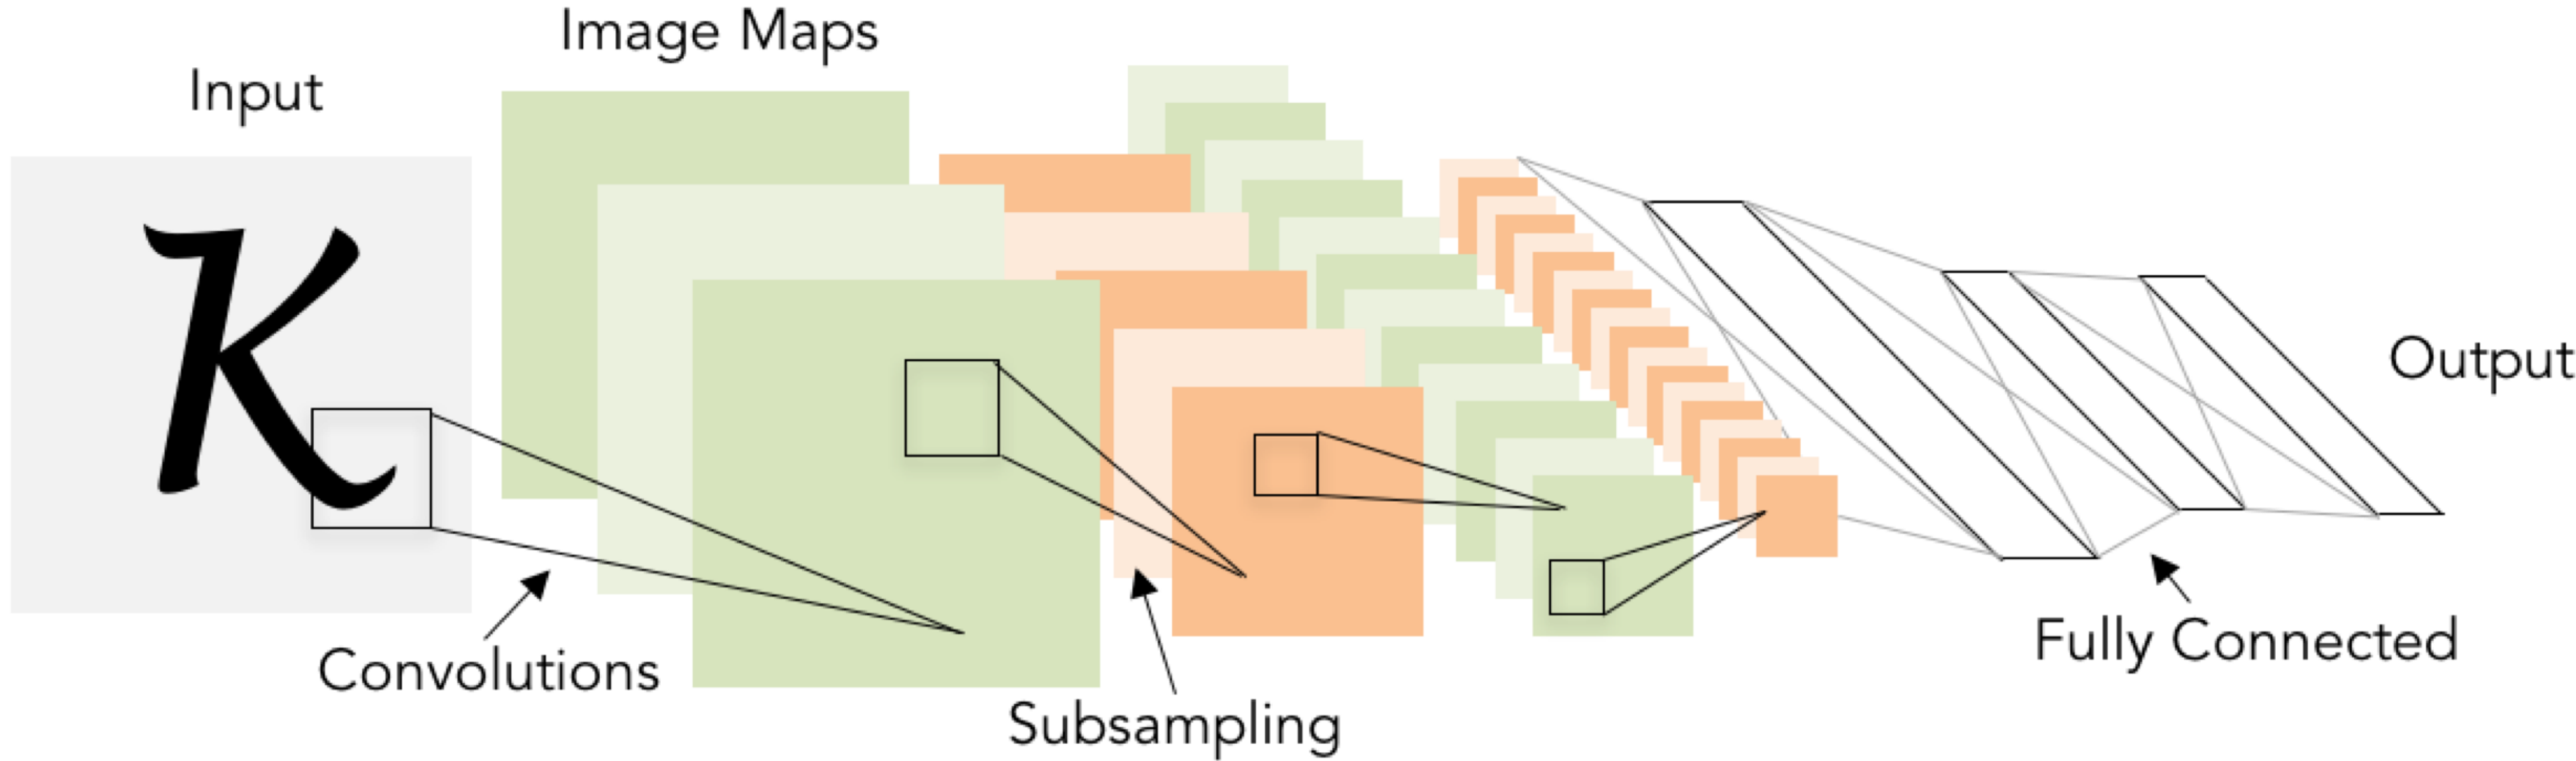 Image Maps
Input
K
Output
Convolutions
Fully Connected
Subsampling